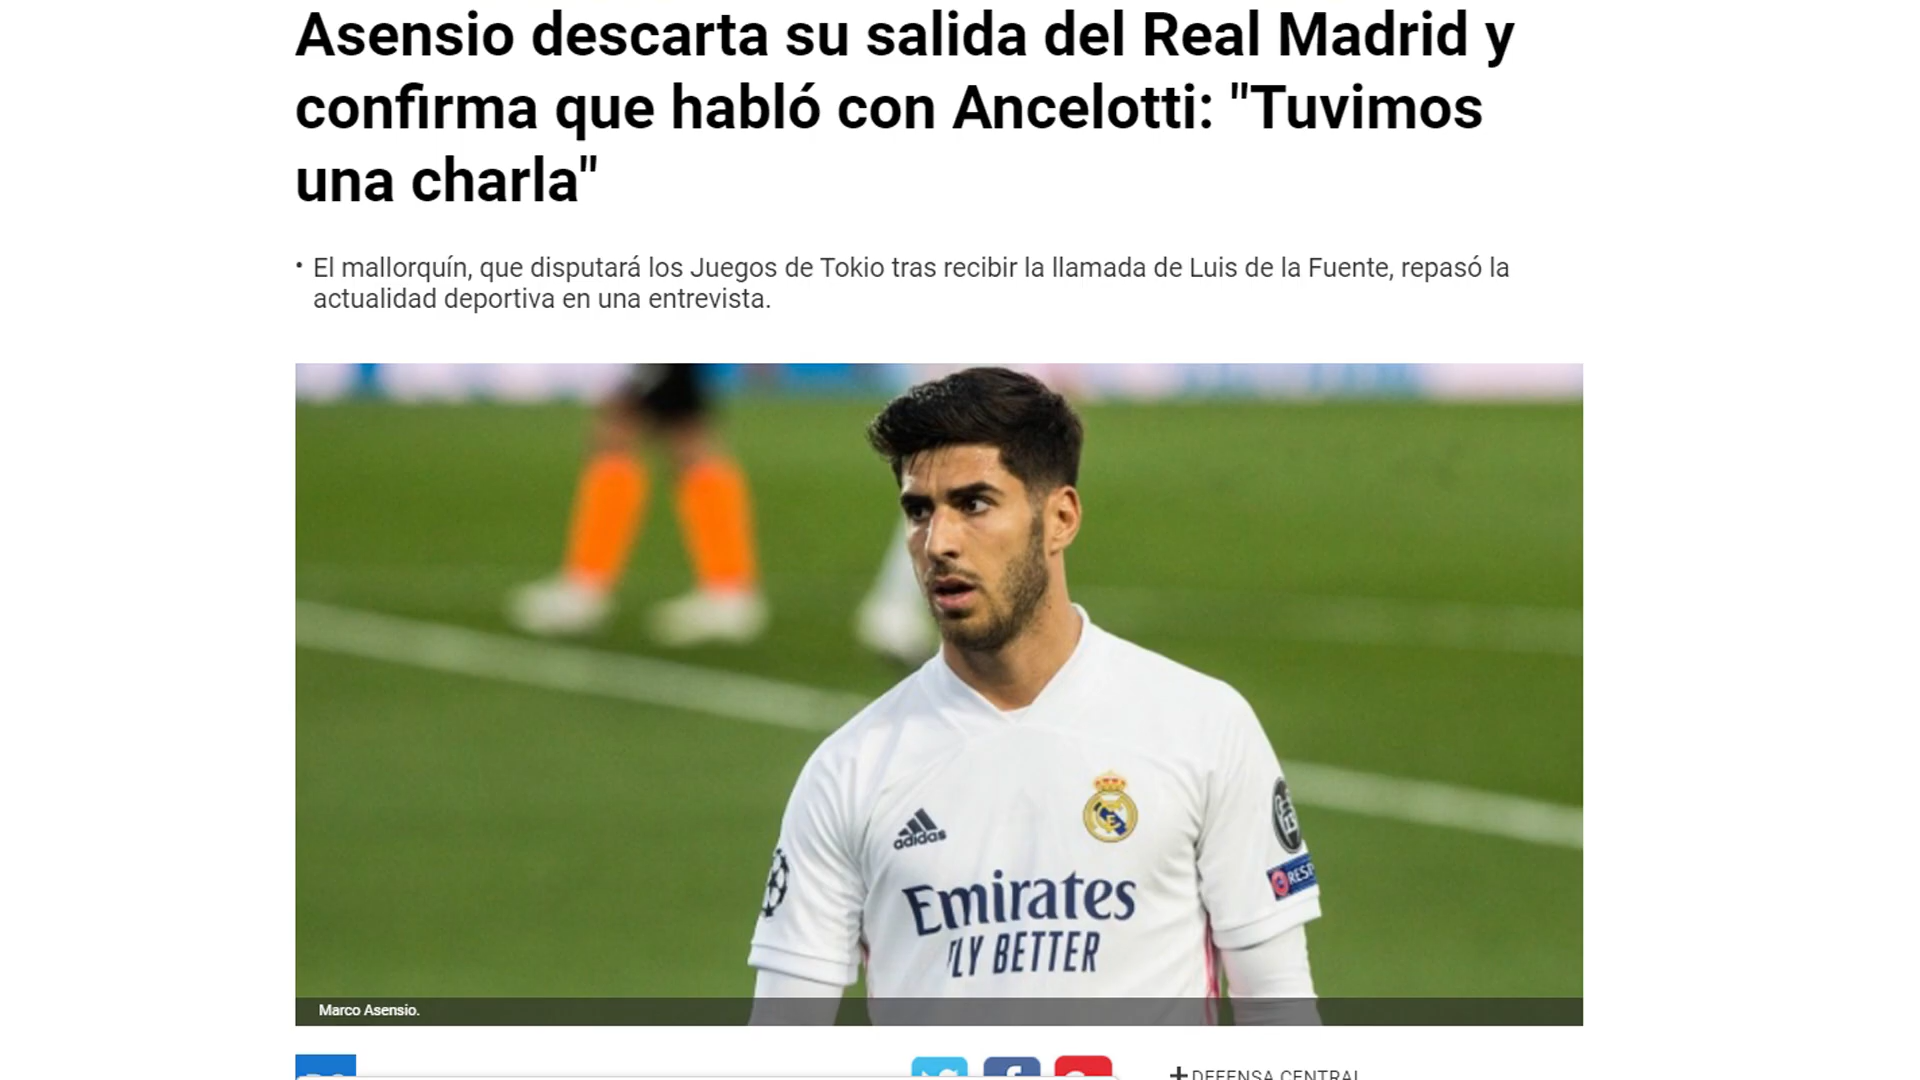 Asensio descarta su salida del Real Madrid y
confirma que habló con Ancelotti: "Tuvimos
una charla"
• El mallorquín, que disputará los Juegos de Tokio tras recibir la llamada de Luis de la Fuente, repasó la
actualidad deportiva en una entrevista.
adidas
RESP
Emirates
FLY BETTER
Marco Asensio.
+DEFENSA CENTRAL